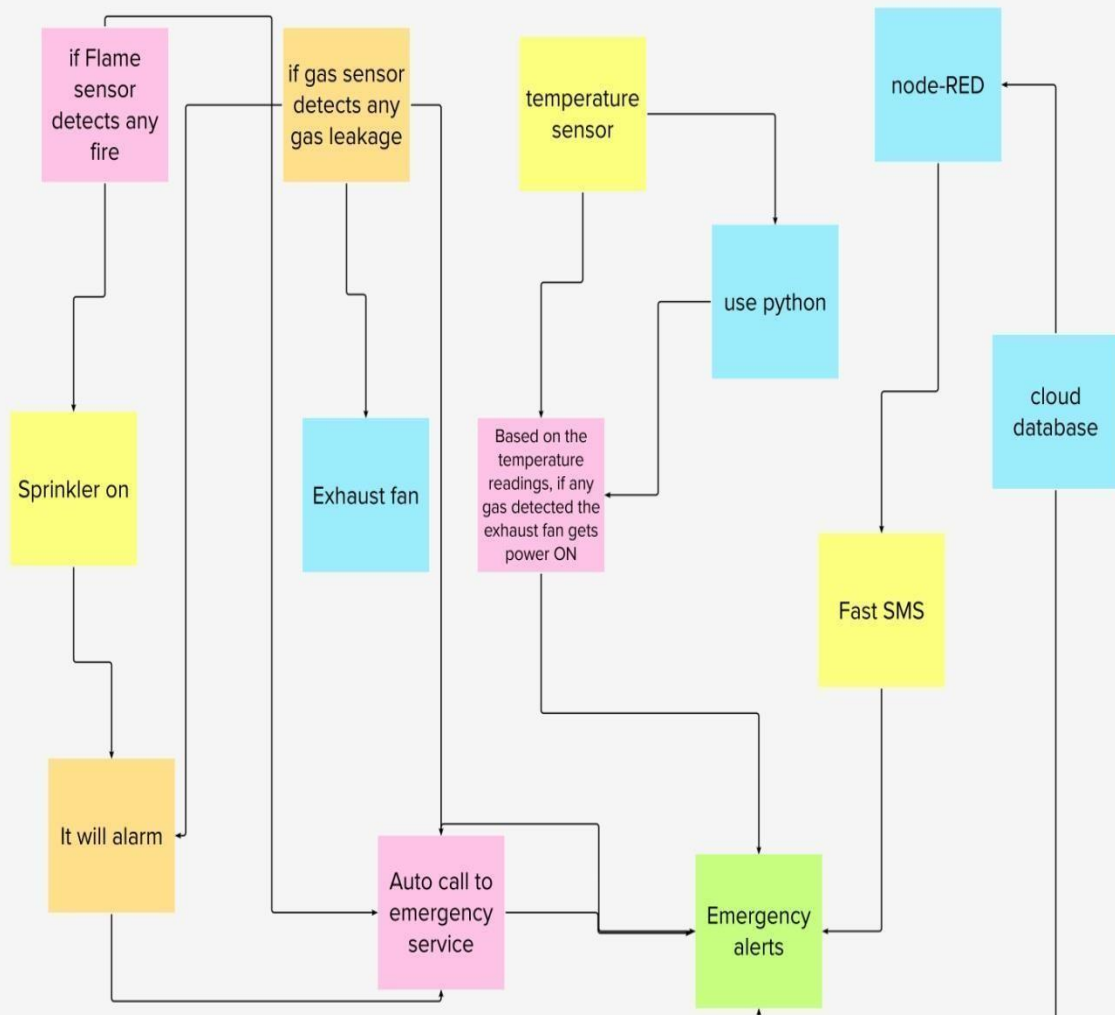 if Flame
sensor
detects any
fire
if gas sensor
detects any
gas leakage
temperature
sensor
node-RED
use python
cloud
database
Sprinkler on
Exhaust fan
Based on the
temperature
readings, if any
gas detected the
exhaust fan gets
power ON
Fast SMS
It will alarm
Auto call to
emergency
service
Emergency
alerts